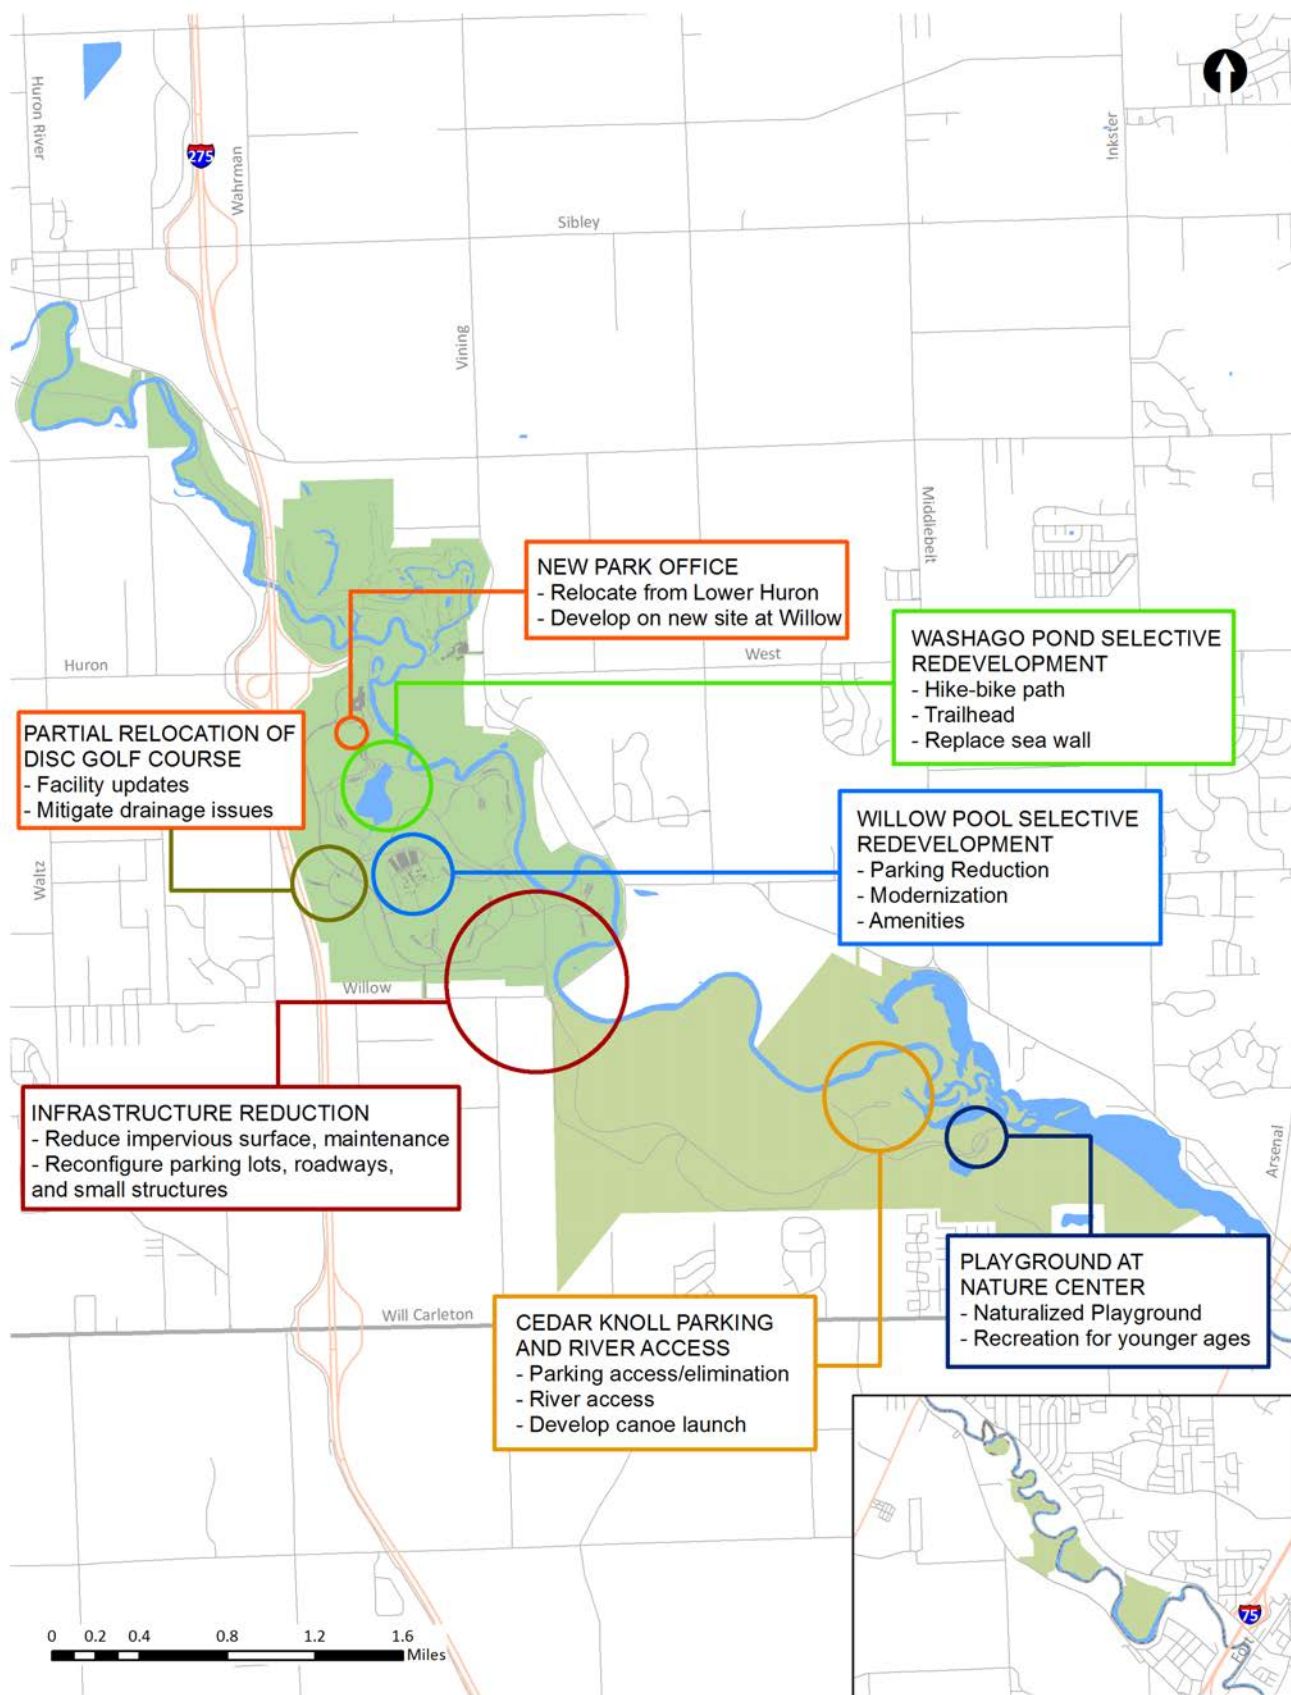 Huron River
275
Wahrman
Inkster
Sibley
Vining
Middlebelt
NEW PARK OFFICE
- Relocate from Lower Huron
- Develop on new site at Willow
WASHAGO POND SELECTIVE
REDEVELOPMENT
- Hike-bike path
- Trailhead
- Replace sea wall
Huron
West
PARTIAL RELOCATION OF
DISC GOLF COURSE
- Facility updates
- Mitigate drainage issues
WILLOW POOL SELECTIVE
REDEVELOPMENT
- Parking Reduction
- Modernization
- Amenities
Waltz
Willow
INFRASTRUCTURE REDUCTION
- Reduce impervious surface, maintenance
- Reconfigure parking lots, roadways,
and small structures
Arsenal
PLAYGROUND AT
NATURE CENTER
- Naturalized Playground
- Recreation for younger ages
Will Carleton
CEDAR KNOLL PARKING
AND RIVER ACCESS
- Parking access/elimination
- River access
- Develop canoe launch
75
Fort
0 0.2 0.4 0.8 1.2 1.6
Miles